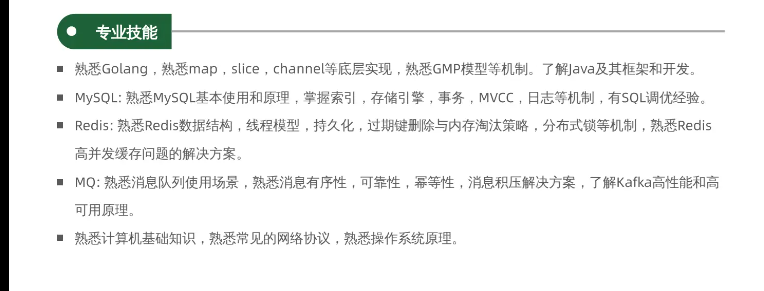 专业技能
熟悉Golang，熟悉map，slice，channel等底层实现，熟悉GMP模型等机制。了解Java及其框架和开发。
MySQL: 熟悉MySQL基本使用和原理，掌握索引，存储引擎，事务，MVCC，日志等机制，有SQL调优经验。
Redis: 熟悉Redis数据结构，线程模型，持久化，过期键删除与内存淘汰策略，分布式锁等机制，熟悉Redis
高并发缓存问题的解决方案。
MQ: 熟悉消息队列使用场景，熟悉消息有序性，可靠性，幂等性，消息积压解决方案，了解Kafka高性能和高
可用原理。
熟悉计算机基础知识，熟悉常见的网络协议，熟悉操作系统原理。